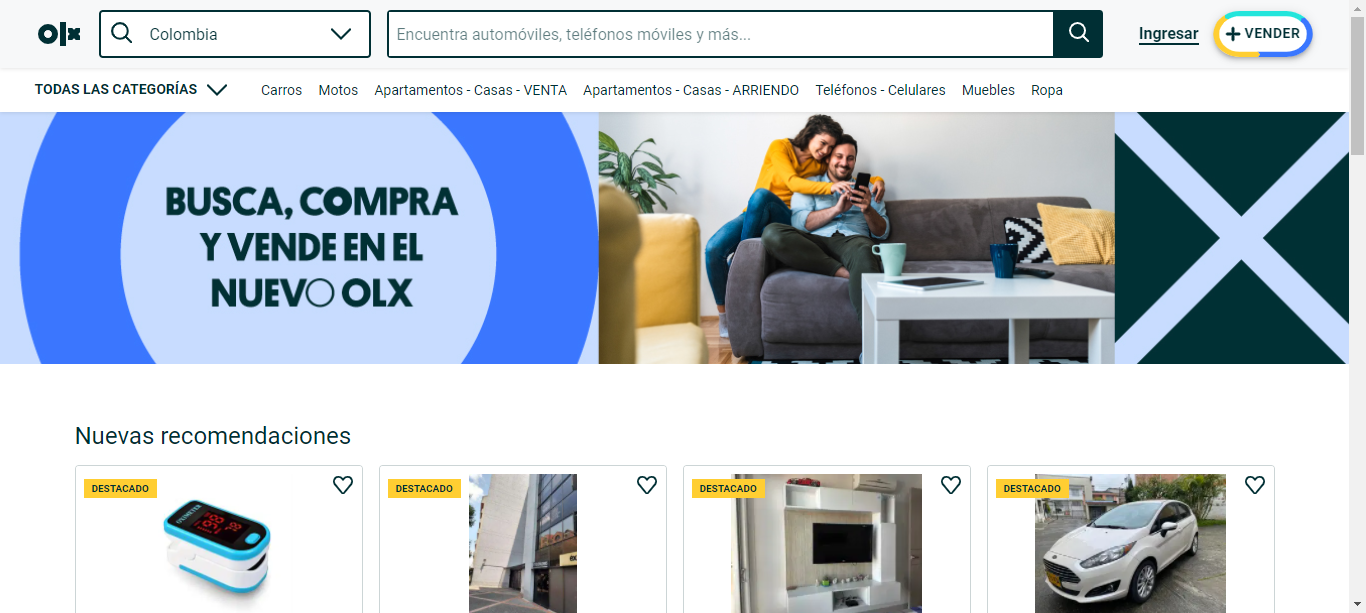 olx
Colombia
Encuentra automóviles, teléfonos móviles y más...
Ingresar
VENDER
TODAS LAS CATEGORÍAS
Carros
Motos
Apartamentos - Casas - VENTA
Apartamentos - Casas - ARRIENDO
Teléfonos - Celulares
Muebles
Ropa
BUSCA, COMPRA
Y VENDE EN EL
NUEVO OLX
Nuevas recomendaciones
DESTACADO
OXIMETER
DESTACADO
DESTACADO
DESTACADO